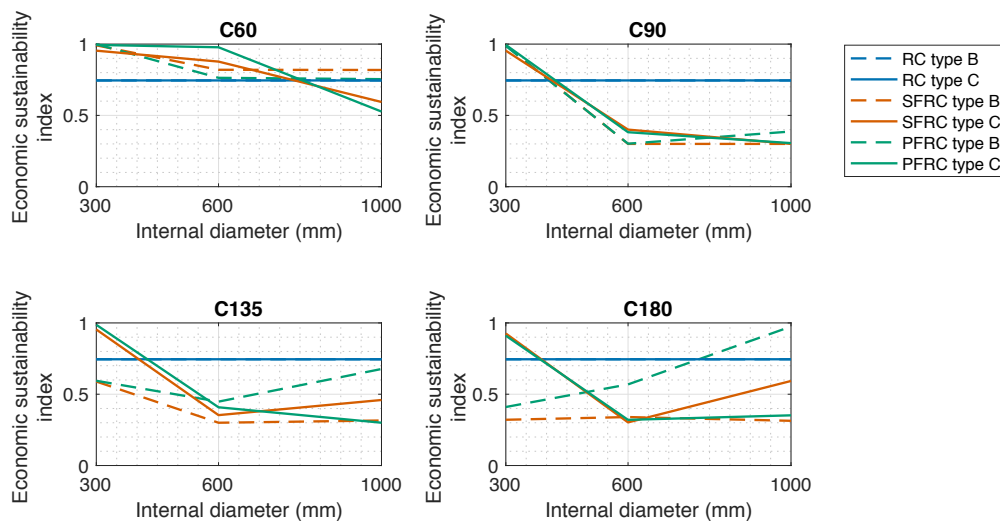 C60
Economic sustainability
index
1
0.5
0
300
600
1000
Internal diameter (mm)
C90
Economic sustainability
index
1
0.5
0
300
600
1000
Internal diameter (mm)
RC type B
RC type C
SFRC type B
SFRC type C
PFRC type B
PFRC type C
C135
Economic sustainability
index
1
0.5
0
300
600
1000
Internal diameter (mm)
C180
Economic sustainability
index
1
0.5
0
300
600
1000
Internal diameter (mm)